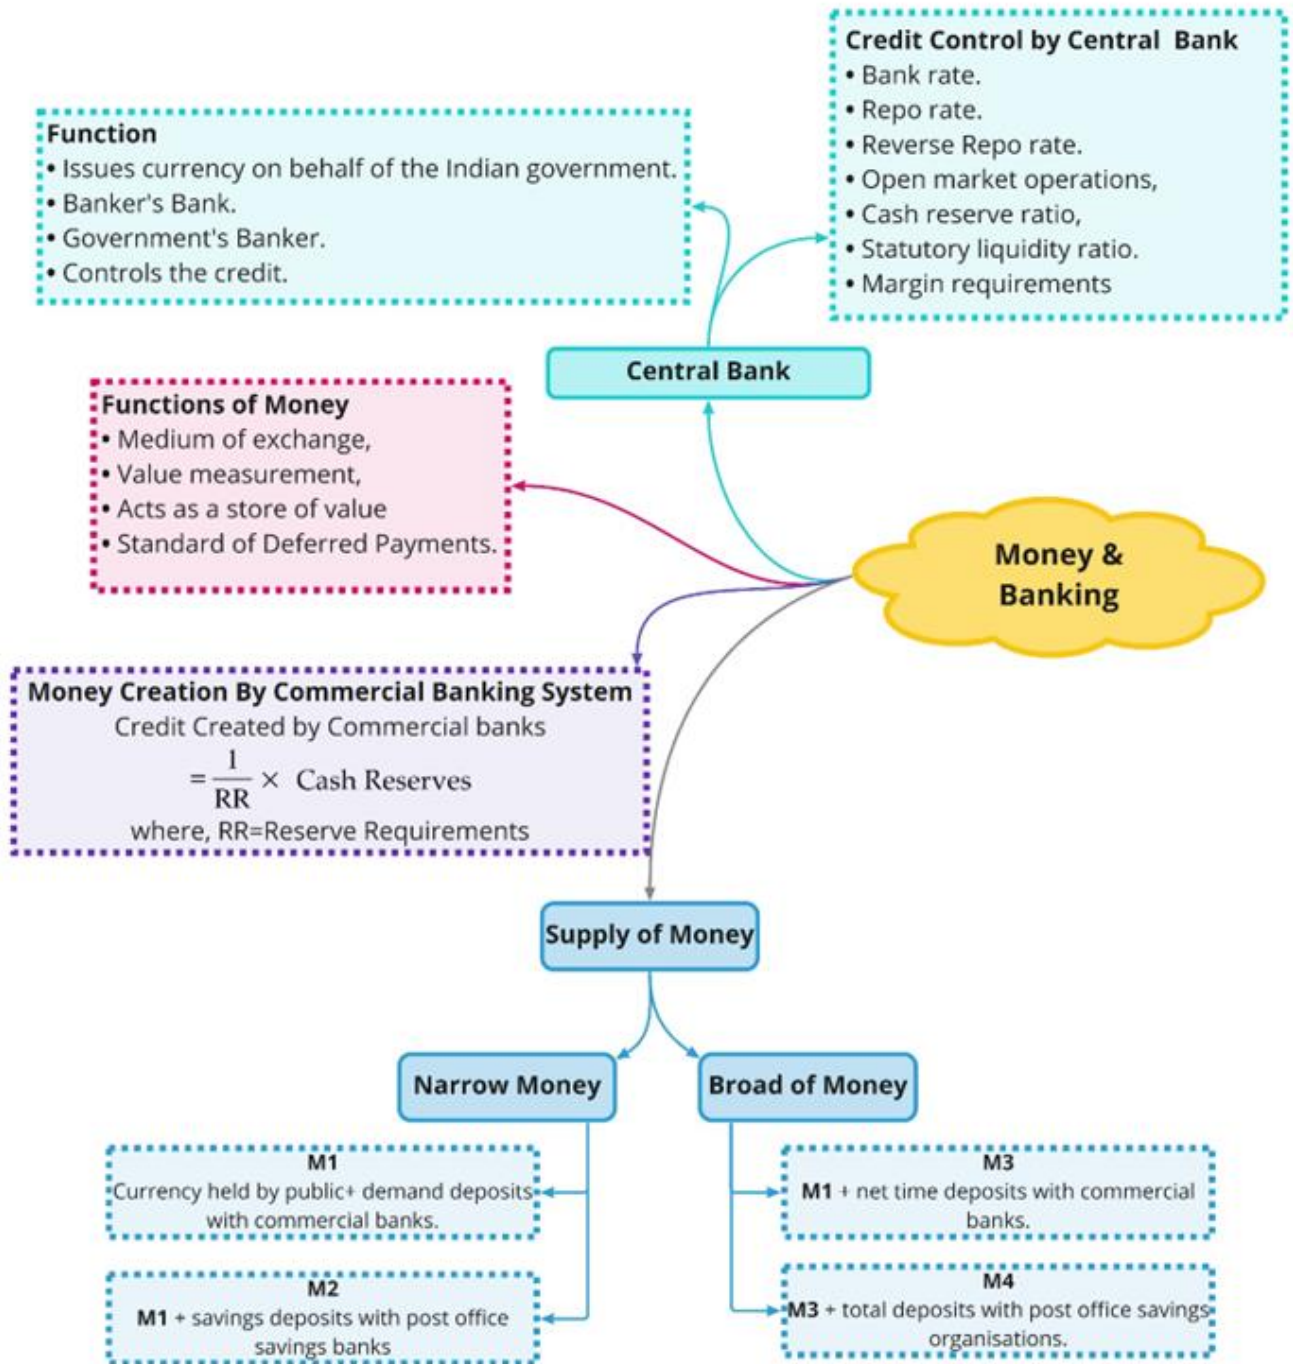 Credit Control by Central Bank
• Bank rate.
• Repo rate.
• Reverse Repo rate.
• Open market operations,
• Cash reserve ratio,
• Statutory liquidity ratio.
• Margin requirements
Function
• Issues currency on behalf of the Indian government.
• Banker's Bank.
• Government's Banker.
• Controls the credit.
Central Bank
Functions of Money
• Medium of exchange,
• Value measurement,
• Acts as a store of value
• Standard of Deferred Payments.
Money &
Banking
Money Creation By Commercial Banking System
Credit Created by Commercial banks
= 1/RR × Cash Reserves
where, RR=Reserve Requirements
Supply of Money
Narrow Money
Broad of Money
M1
Currency held by public+ demand deposits
with commercial banks.
M2
M1 + savings deposits with post office
savings banks
M3
M1 + net time deposits with commercial
banks.
M4
M3 + total deposits with post office savings
organisations.